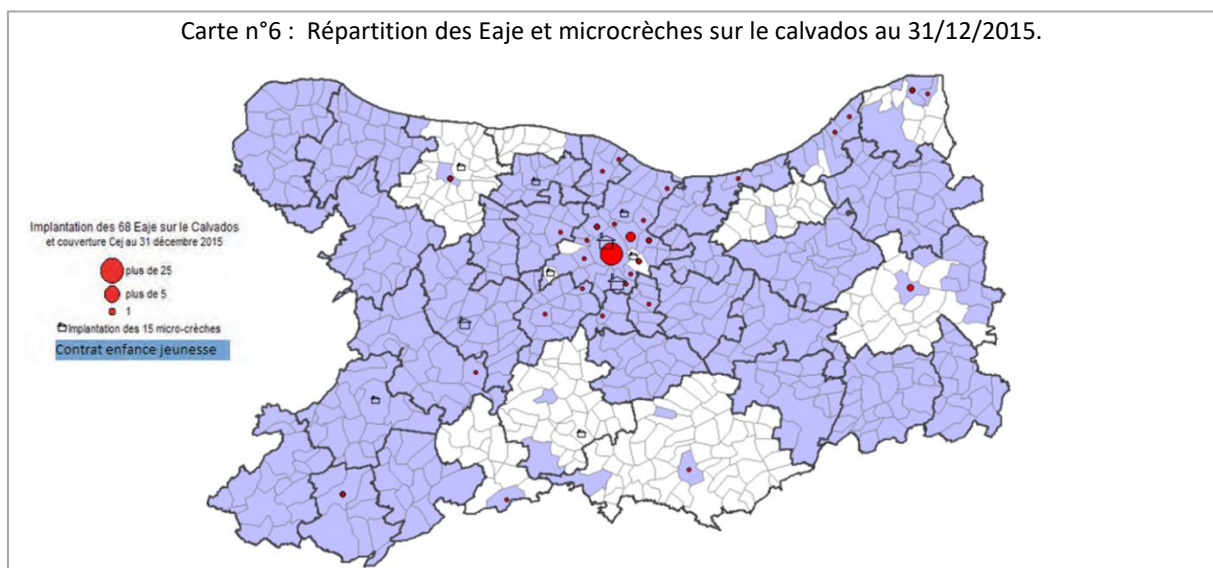 Carte n°6 : Répartition des Eaje et microcrèches sur le calvados au 31/12/2015.
Implantation des 68 Eaje sur le Calvados
et couverture Cej au 31 décembre 2015
plus de 25
plus de 5
1
Implantation des 15 micro-crèches
Contrat enfance jeunesse